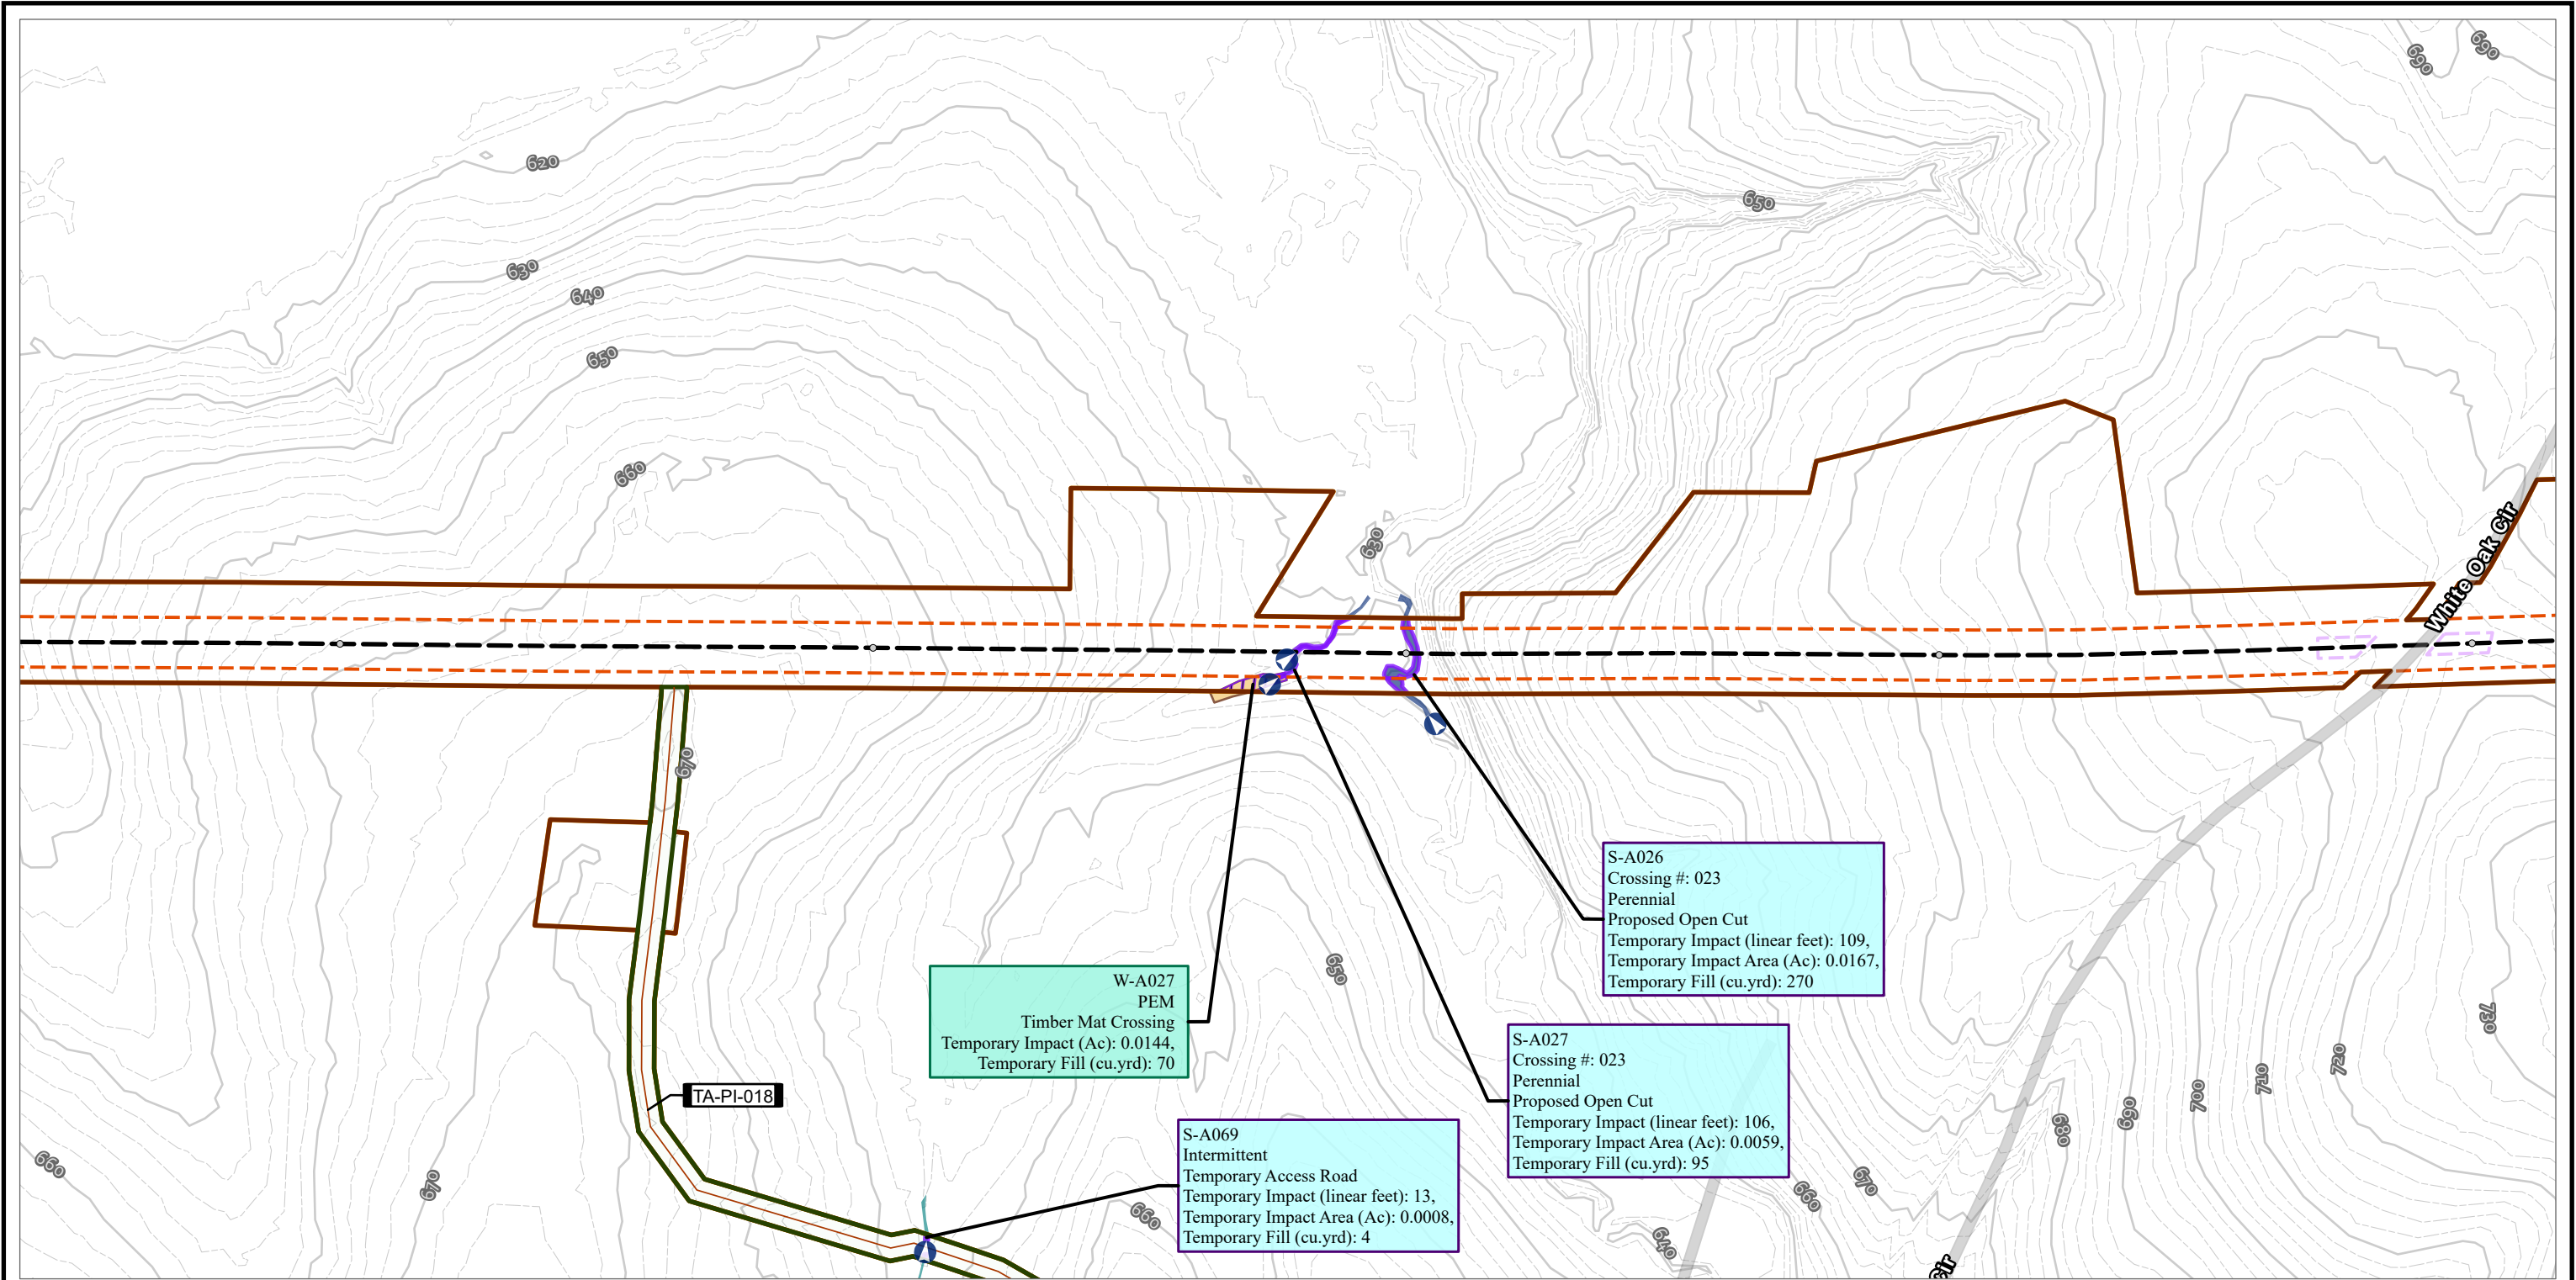 690
690
620
650
630
640
650
660
630
White Oak Cir
670
S-A026
Crossing #: 023
Perennial
Proposed Open Cut
Temporary Impact (linear feet): 109,
Temporary Impact Area (Ac): 0.0167,
Temporary Fill (cu.yrd): 270
650
W-A027
PEM
Timber Mat Crossing
Temporary Impact (Ac): 0.0144,
Temporary Fill (cu.yrd): 70
730
S-A027
Crossing #: 023
Perennial
Proposed Open Cut
Temporary Impact (linear feet): 106,
Temporary Impact Area (Ac): 0.0059,
Temporary Fill (cu.yrd): 95
720
710
700
690
680
TA-PI-018
S-A069
Intermittent
Temporary Access Road
Temporary Impact (linear feet): 13,
Temporary Impact Area (Ac): 0.0008,
Temporary Fill (cu.yrd): 4
660
670
660
660
670
640
Cir